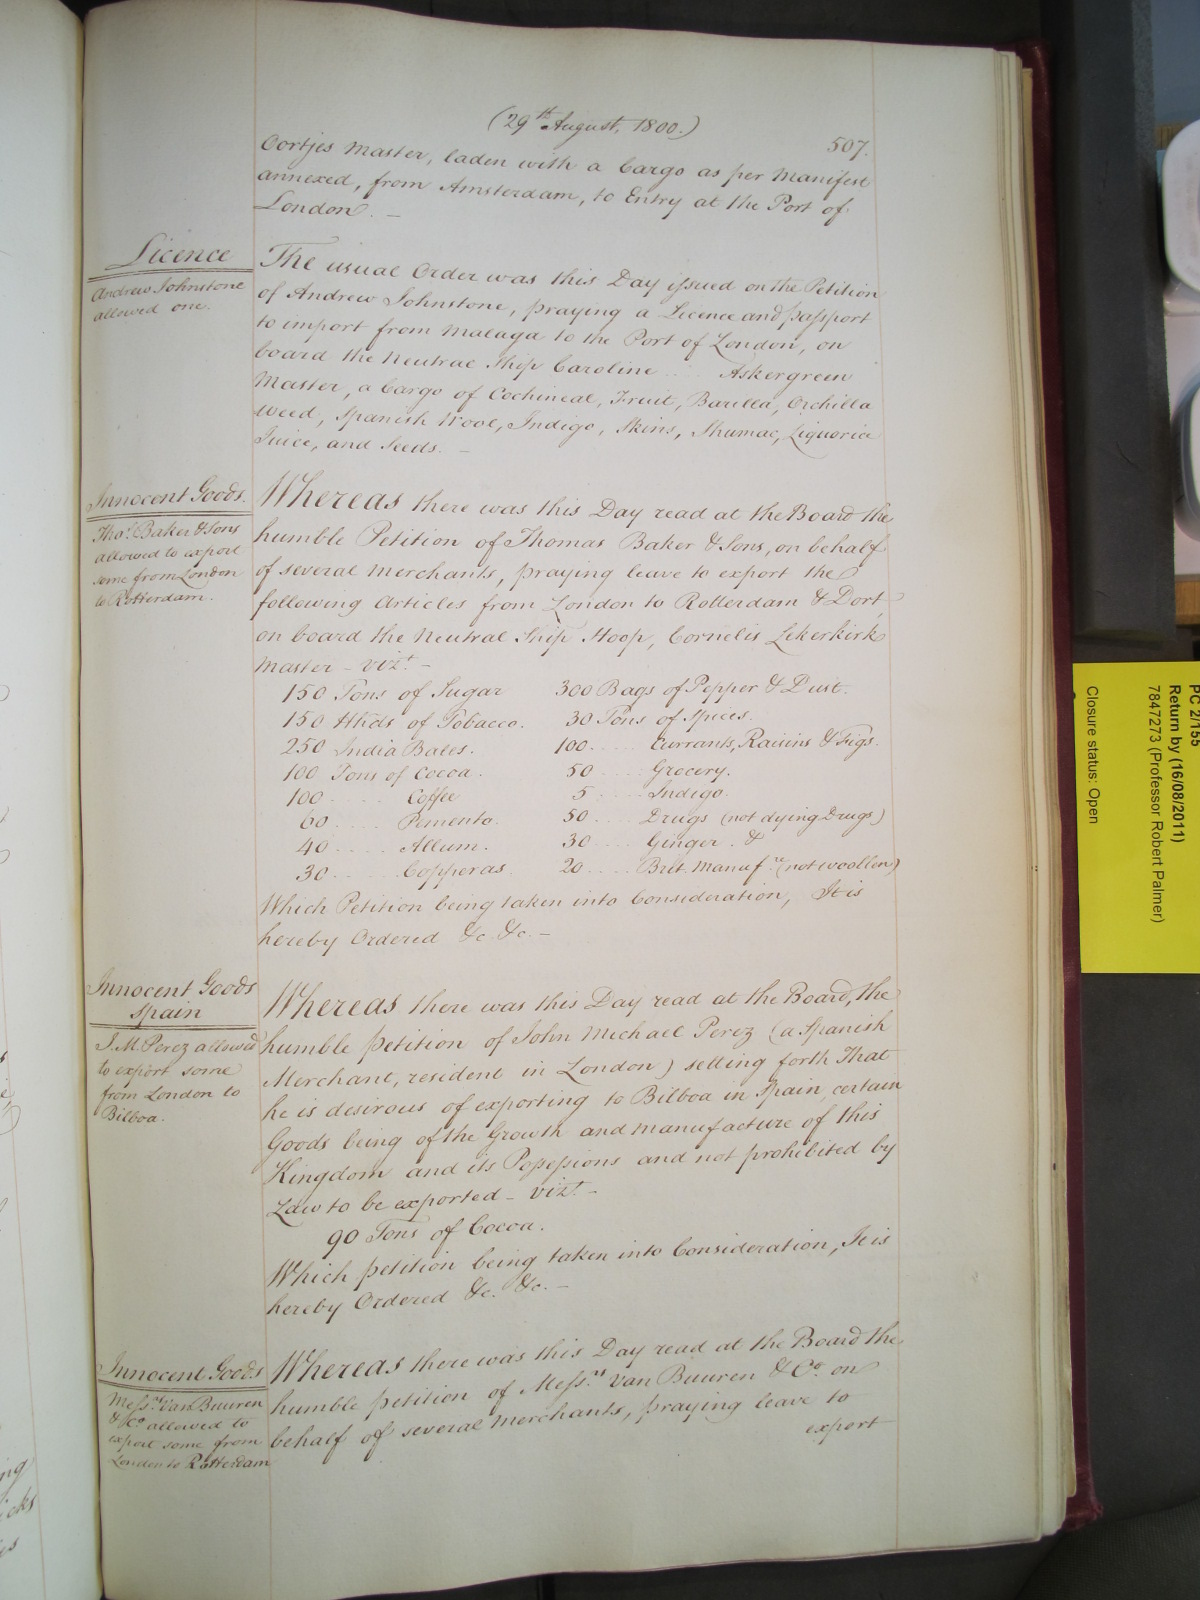 (29th August, 1800.)
507.
Cortjes Master, laden with a Cargo as per Manifest
annexed, from Amsterdam, to Entry at the Port of
London. –
Licence
Andrew Johnstone
allowed one.
The usual Order was this Day issued on the Petition
of Andrew Johnstone, praying a Licence and passport
to import from Malaga to the Port of London, on
board the Neutral Ship Caroline .... Askergreen
Master, a Cargo of Cochineal, Fruit, Barilla, Orchilla
weed, Spanish Wool, Indigo, Skins, Shumac, Liquorice
Juice, and Seeds. –
Innocent Goods.
Thos. Baker & Sons
allowed to export
some from London
to Rotterdam.
Whereas there was this Day read at the Board the
humble Petition of Thomas Baker & Sons, on behalf
of several Merchants, praying leave to export the
following Articles from London to Rotterdam & Dort,
on board the Neutral Ship Hoop, Cornelis Lekerkirk
Master – vizt. –
150 Tons of Sugar 300 Bags of Pepper & Dust.
150 Hhds of Tobacco. 30 Tons of Spices.
250 India Bales. 100 ..... Currants, Raisins & Figs.
100 Tons of Cocoa. 50 ..... Grocery.
100 ..... Coffee 5 ..... Indigo
60 ..... Pemento. 50 ..... Drugs (not dying Drugs)
40 ..... Allum. 30 ..... Ginger . &
30 ..... Copperas 20 ..... Brit. Manufre (not woollen)
Which Petition being taken into Consideration, It is
hereby Ordered &c. &c. –
Innocent Goods
Spain
J. M. Perez allowed
to export some
from London to
Bilboa.
Whereas there was this Day read at the Board, the
humble petition of John Michael Perez (a Spanish
Merchant, resident in London) setting forth That
he is desirous of exporting to Bilboa in Spain, certain
Goods being of the Growth and manufacture of this
Kingdom and its Possessions and not prohibited by
Law to be exported – vizt. –
90 Tons of Cocoa.
Which petition being taken into Consideration, It is
hereby Ordered &c. &c. –
Innocent Goods
Messrs. Van Buuren
& Co. allowed to
export some from
London to Rotterdam
Whereas there was this Day read at the Board the
humble petition of Messrs. van Buuren & Co. on
behalf of several Merchants, praying leave to
export
PC 2/155
Return by (16/08/2011)
7847273 (Professor Robert Palmer)
Closure status: Open